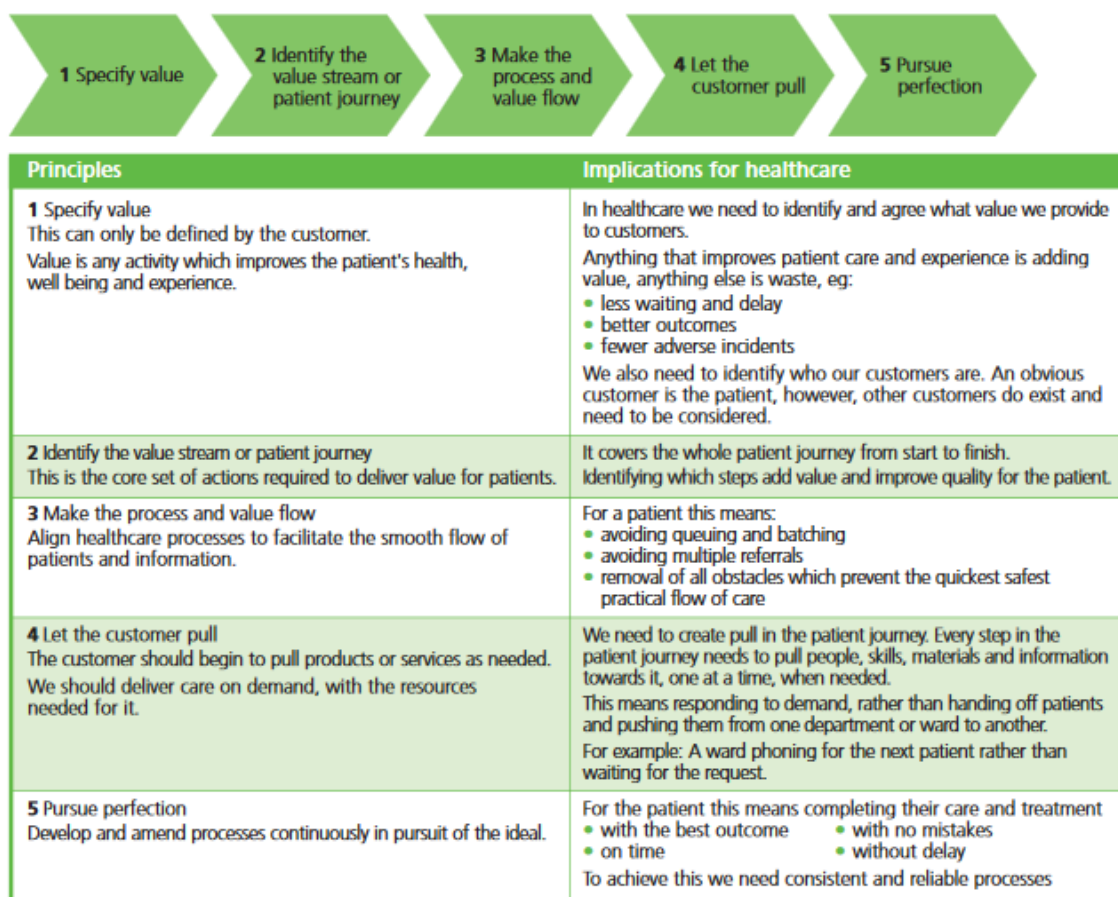 1 Specify value
2 Identify the
value stream or
patient journey
3 Make the
process and
value flow
4 Let the
customer pull
5 Pursue
perfection
Principles
Implications for healthcare
1 Specify value
This can only be defined by the customer.
Value is any activity which improves the patient's health,
well being and experience.
In healthcare we need to identify and agree what value we provide
to customers.
Anything that improves patient care and experience is adding
value, anything else is waste, eg:
• less waiting and delay
• better outcomes
• fewer adverse incidents
We also need to identify who our customers are. An obvious
customer is the patient, however, other customers do exist and
need to be considered.
2 Identify the value stream or patient journey
This is the core set of actions required to deliver value for patients.
It covers the whole patient journey from start to finish.
Identifying which steps add value and improve quality for the patient.
3 Make the process and value flow
Align healthcare processes to facilitate the smooth flow of
patients and information.
For a patient this means:
• avoiding queuing and batching
• avoiding multiple referrals
• removal of all obstacles which prevent the quickest safest
practical flow of care
4 Let the customer pull
The customer should begin to pull products or services as needed.
We should deliver care on demand, with the resources
needed for it.
We need to create pull in the patient journey. Every step in the
patient journey needs to pull people, skills, materials and information
towards it, one at a time, when needed.
This means responding to demand, rather than handing off patients
and pushing them from one department or ward to another.
For example: A ward phoning for the next patient rather than
waiting for the request.
5 Pursue perfection
Develop and amend processes continuously in pursuit of the ideal.
For the patient this means completing their care and treatment
• with the best outcome • with no mistakes
• on time • without delay
To achieve this we need consistent and reliable processes